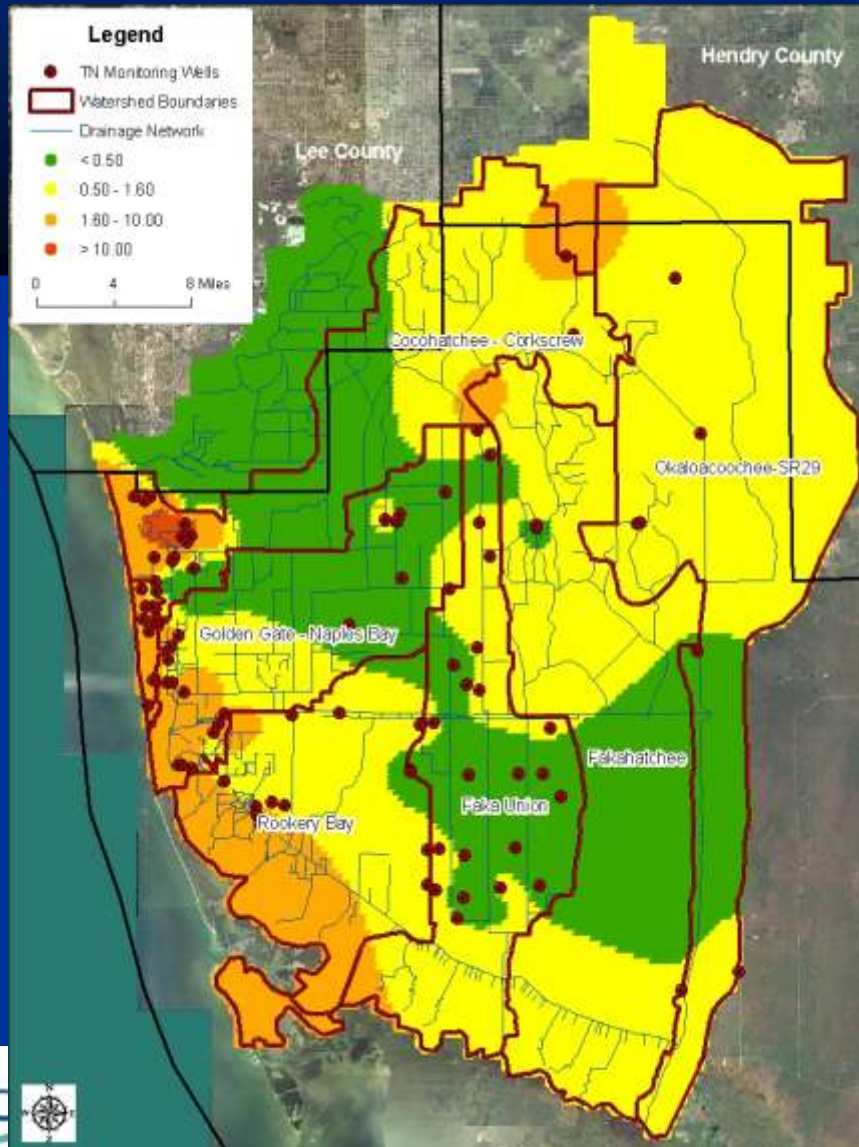 Legend
TN Monitoring Wells
Watershed Boundaries
Drainage Network
< 0.50
0.50 - 1.60
1.60 - 10.00
> 10.00
0 4 8 Miles
Hendry County
Lee County
Cocohatchee - Corkscrew
Okaloacoochee-SR29
Golden Gate - Naples Bay
Fakahatchee
Faka Union
Rookery Bay
N
W E
S